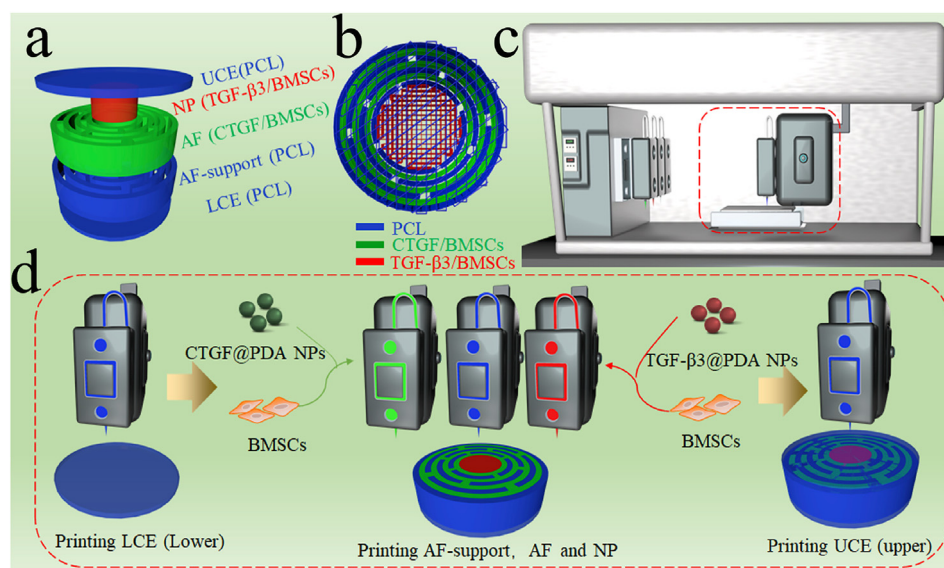 a
UCE(PCL)
NP (TGF-β3/BMSCs)
AF (CTGF/BMSCs)
AF-support (PCL)
LCE (PCL)
b
PCL
CTGF/BMSCs
TGF-β3/BMSCs
c
d
CTGF@PDA NPs
BMSCs
TGF-β3@PDA NPs
BMSCs
Printing LCE (Lower)
Printing AF-support, AF and NP
Printing UCE (upper)